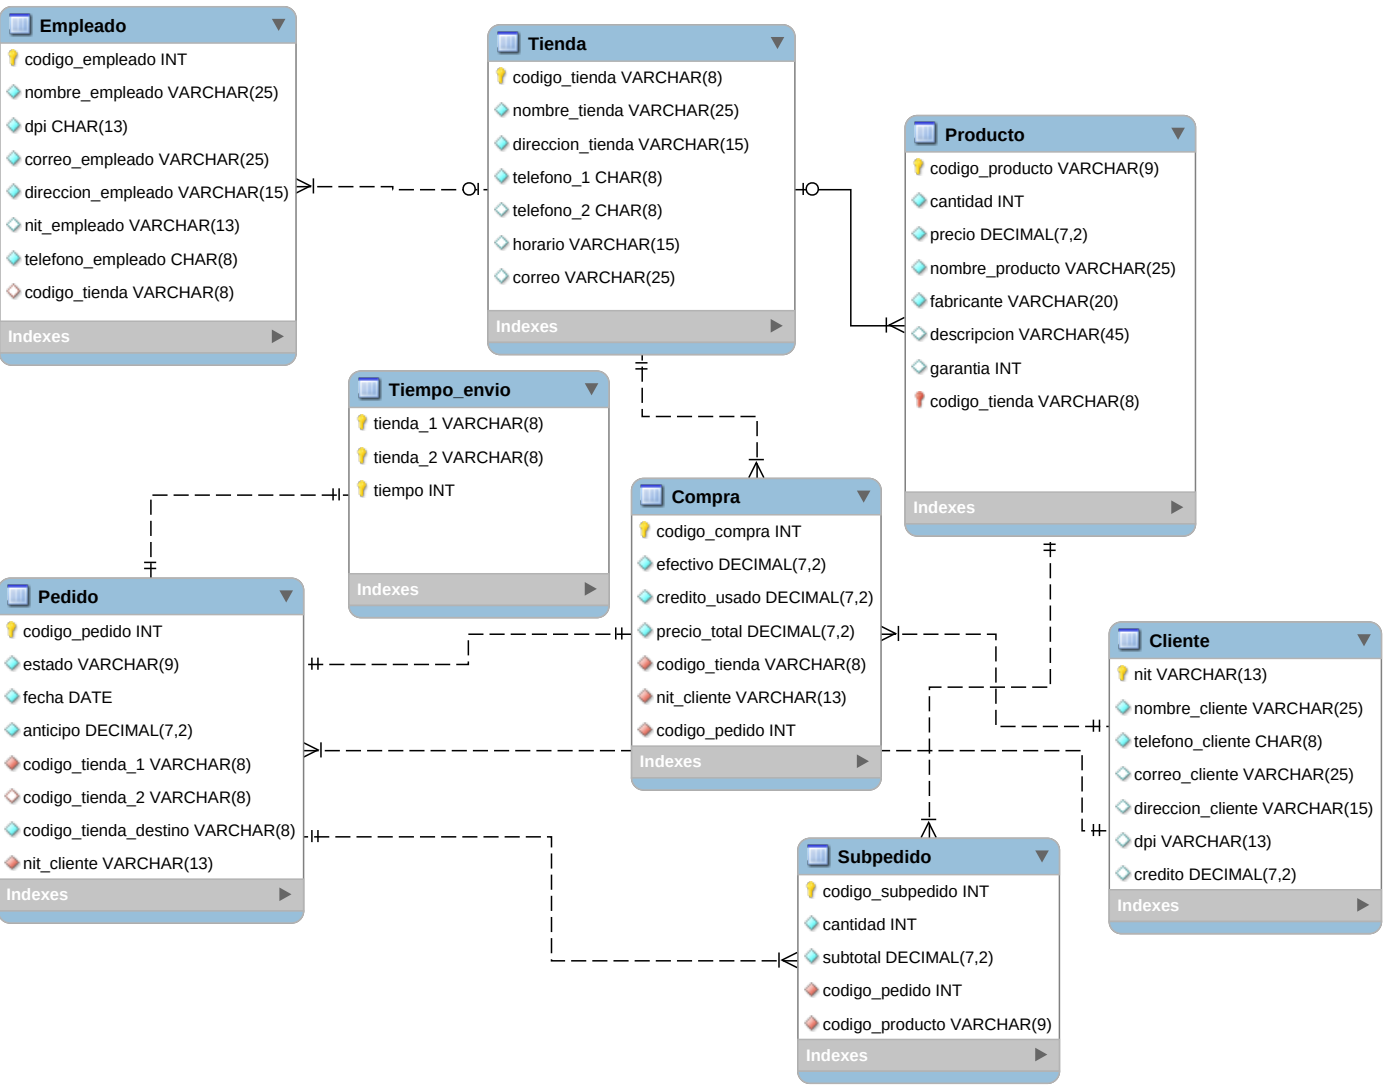 Empleado
codigo_empleado INT
nombre_empleado VARCHAR(25)
dpi CHAR(13)
correo_empleado VARCHAR(25)
direccion_empleado VARCHAR(15)
nit_empleado VARCHAR(13)
telefono_empleado CHAR(8)
codigo_tienda VARCHAR(8)
Indexes
Tienda
codigo_tienda VARCHAR(8)
nombre_tienda VARCHAR(25)
direccion_tienda VARCHAR(15)
telefono_1 CHAR(8)
telefono_2 CHAR(8)
horario VARCHAR(15)
correo VARCHAR(25)
Indexes
Producto
codigo_producto VARCHAR(9)
cantidad INT
precio DECIMAL(7,2)
nombre_producto VARCHAR(25)
fabricante VARCHAR(20)
descripcion VARCHAR(45)
garantia INT
codigo_tienda VARCHAR(8)
Indexes
Tiempo_envio
tienda_1 VARCHAR(8)
tienda_2 VARCHAR(8)
tiempo INT
Indexes
Compra
codigo_compra INT
efectivo DECIMAL(7,2)
credito_usado DECIMAL(7,2)
precio_total DECIMAL(7,2)
codigo_tienda VARCHAR(8)
nit_cliente VARCHAR(13)
codigo_pedido INT
Indexes
Pedido
codigo_pedido INT
estado VARCHAR(9)
fecha DATE
anticipo DECIMAL(7,2)
codigo_tienda_1 VARCHAR(8)
codigo_tienda_2 VARCHAR(8)
codigo_tienda_destino VARCHAR(8)
nit_cliente VARCHAR(13)
Indexes
Cliente
nit VARCHAR(13)
nombre_cliente VARCHAR(25)
telefono_cliente CHAR(8)
correo_cliente VARCHAR(25)
direccion_cliente VARCHAR(15)
dpi VARCHAR(13)
credito DECIMAL(7,2)
Indexes
Subpedido
codigo_subpedido INT
cantidad INT
subtotal DECIMAL(7,2)
codigo_pedido INT
codigo_producto VARCHAR(9)
Indexes